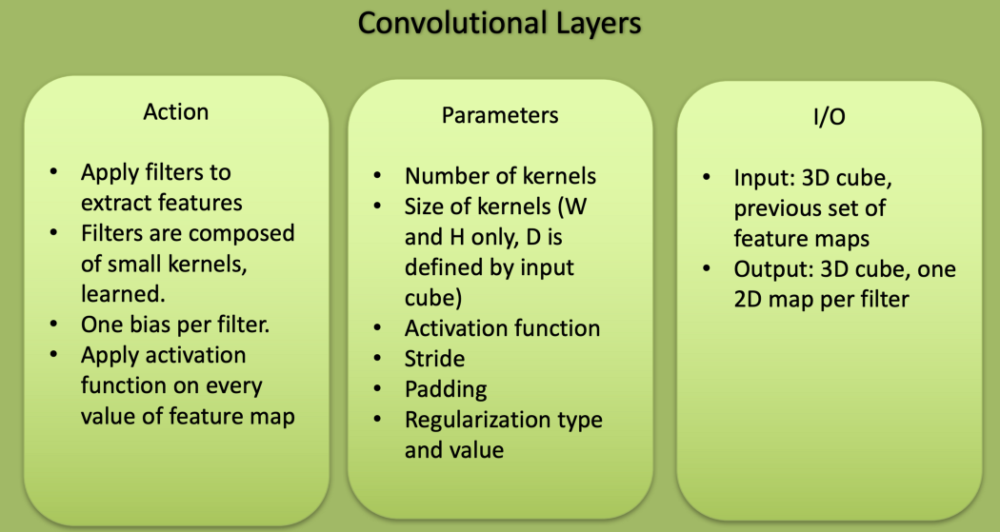 Convolutional Layers
Action
• Apply filters to
extract features
• Filters are composed
of small kernels,
learned.
• One bias per filter.
• Apply activation
function on every
value of feature map
Parameters
• Number of kernels
• Size of kernels (W
and H only, D is
defined by input
cube)
• Activation function
• Stride
• Padding
• Regularization type
and value
I/O
• Input: 3D cube,
previous set of
feature maps
• Output: 3D cube, one
2D map per filter